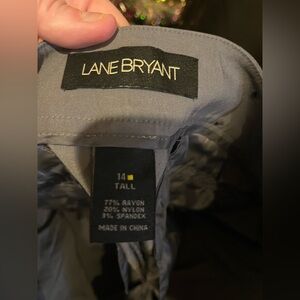 LANE BRYANT
14
TALL
77% RAYON
20% NYLON
3% SPANDEX
MADE IN CHINA